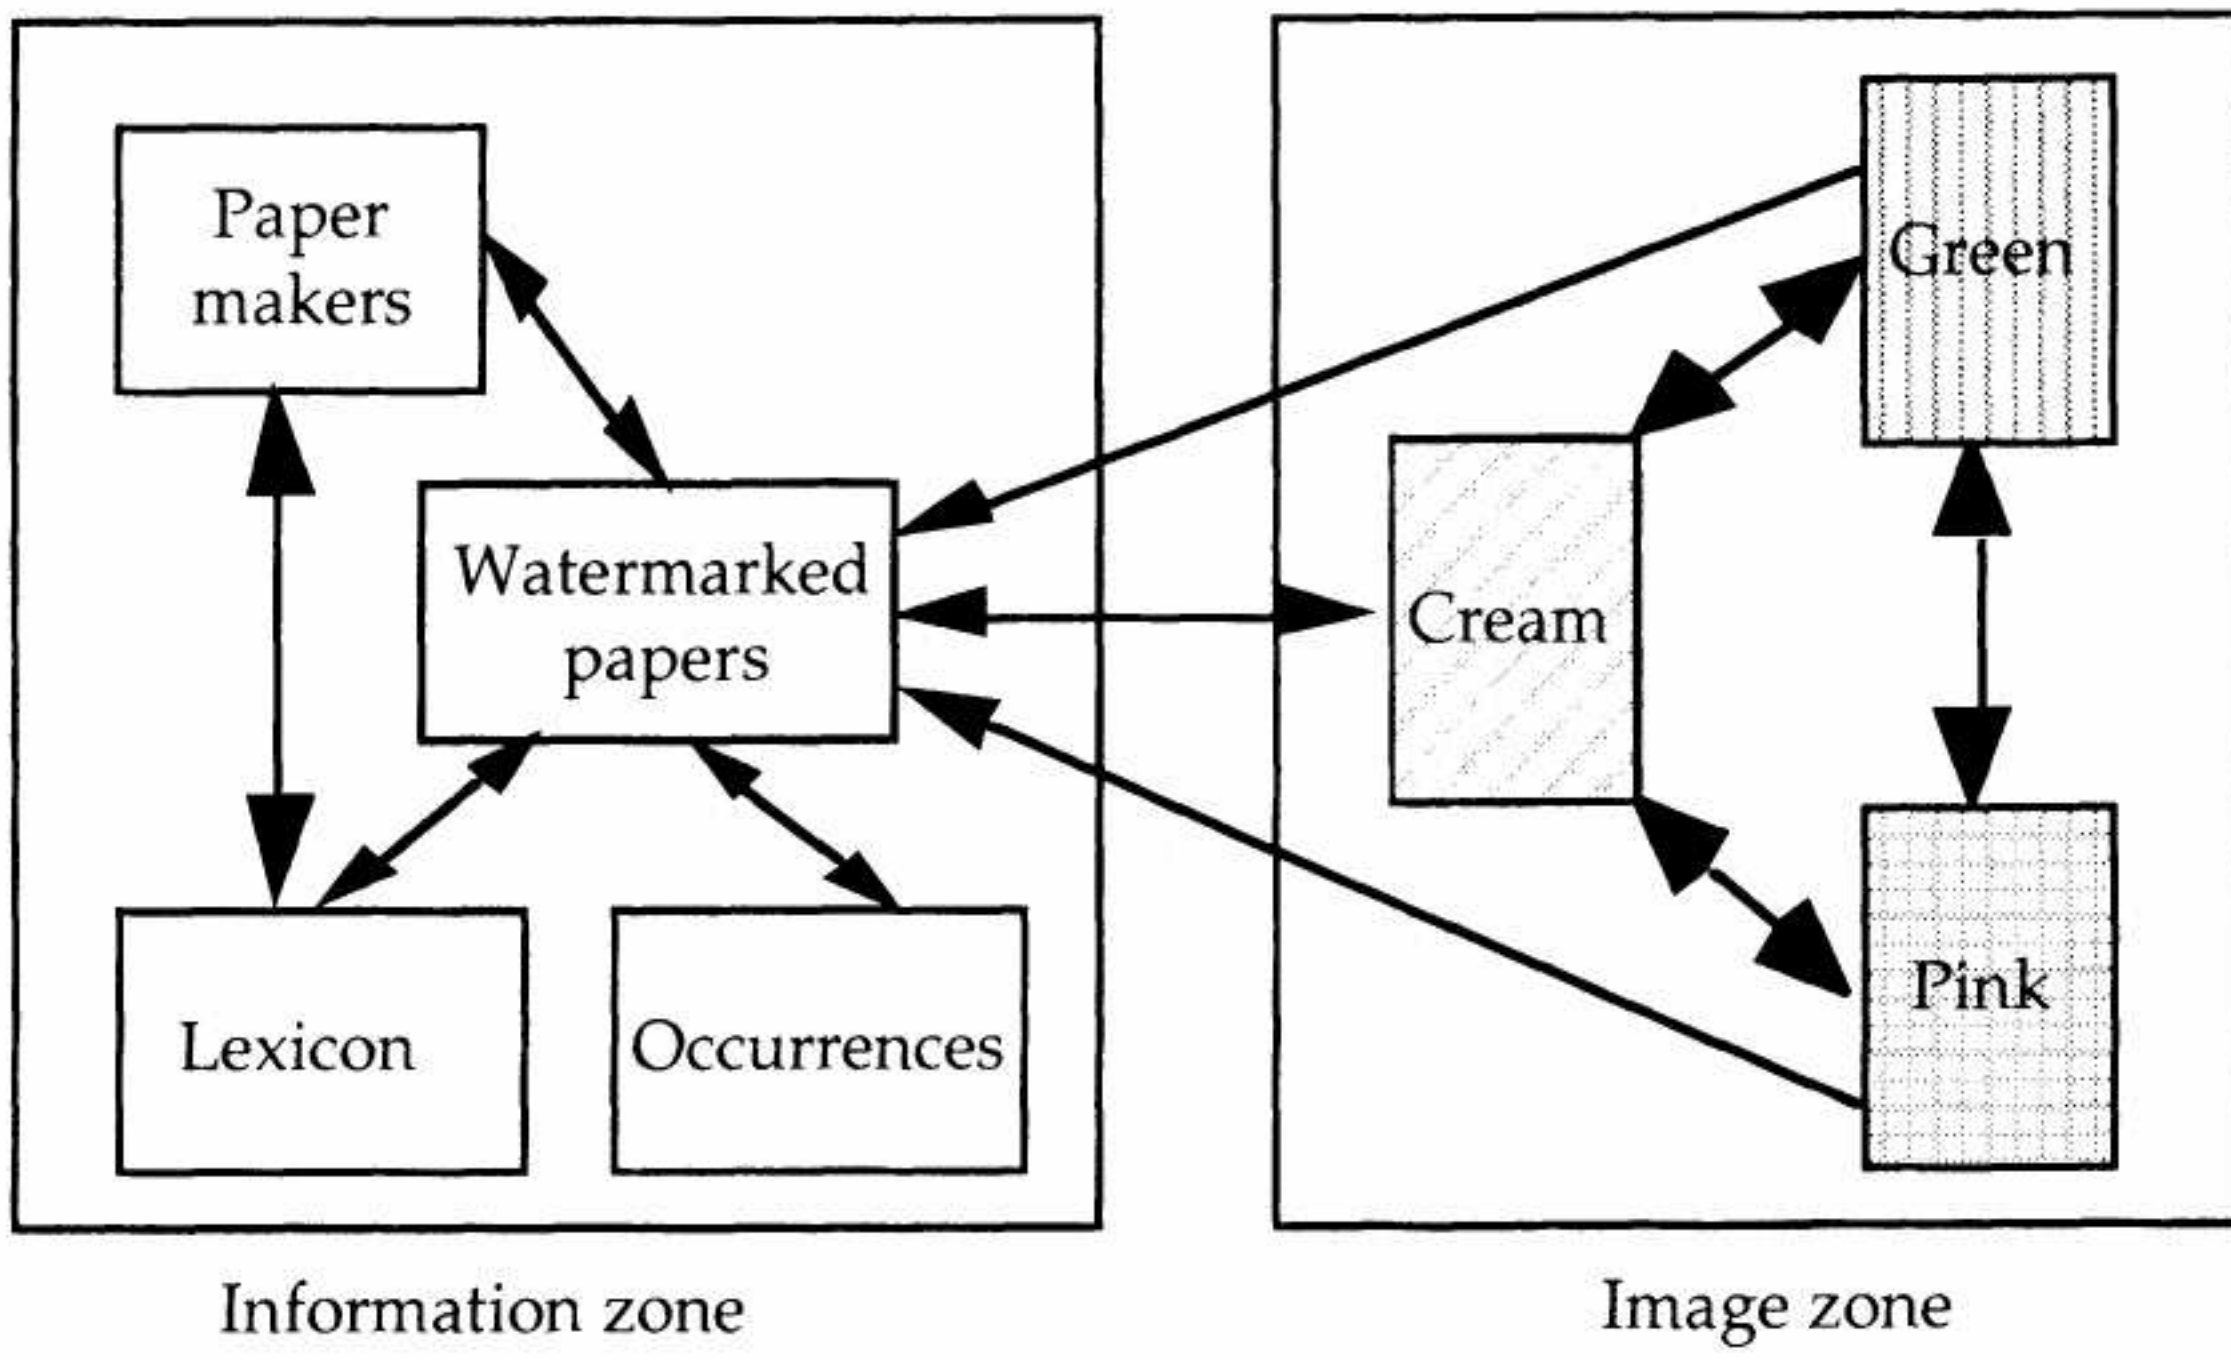 Paper
makers
Watermarked
papers
Lexicon
Occurrences
Information zone
Green
Cream
Pink
Image zone